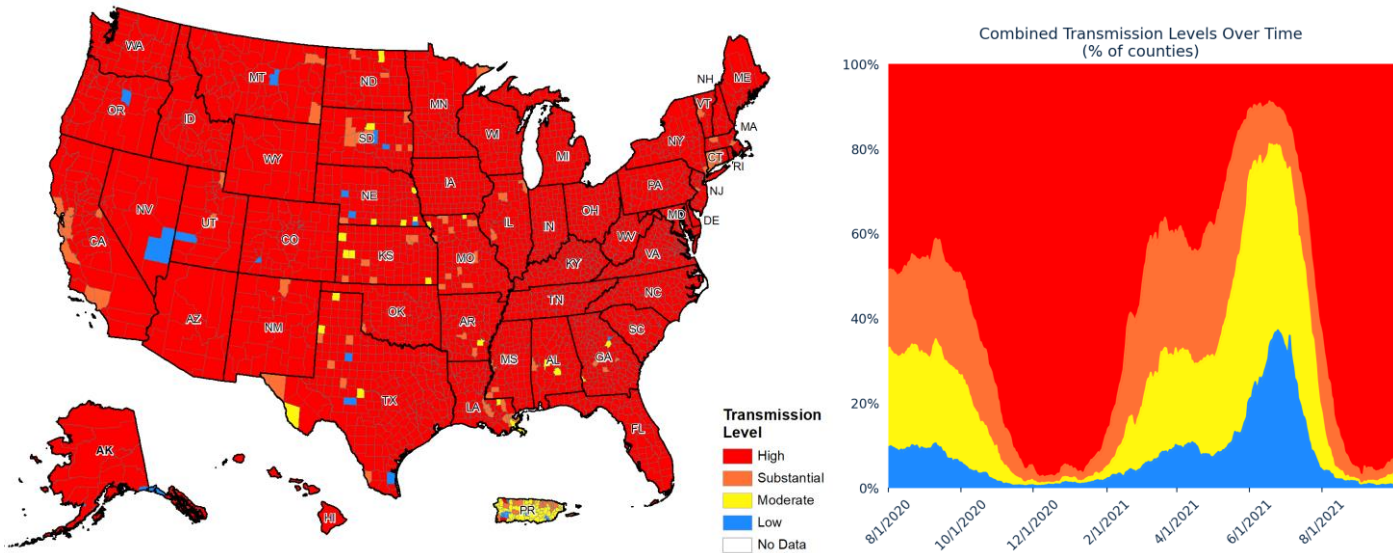 WA
MT
ND
MN
OR
ID
SD
WI
MI
NH
VT
ME
NY
MA
CT
RI
WY
NE
IA
PA
NJ
NV
UT
CO
IL
IN
OH
MD
DE
CA
KS
MO
WV
VA
KY
AZ
NM
OK
AR
TN
NC
SC
MS
AL
GA
TX
LA
FL
AK
HI
PR
Transmission
Level
High
Substantial
Moderate
Low
No Data
Combined Transmission Levels Over Time
(% of counties)
100%
80%
60%
40%
20%
0%
8/1/2020
10/1/2020
12/1/2020
2/1/2021
4/1/2021
6/1/2021
8/1/2021